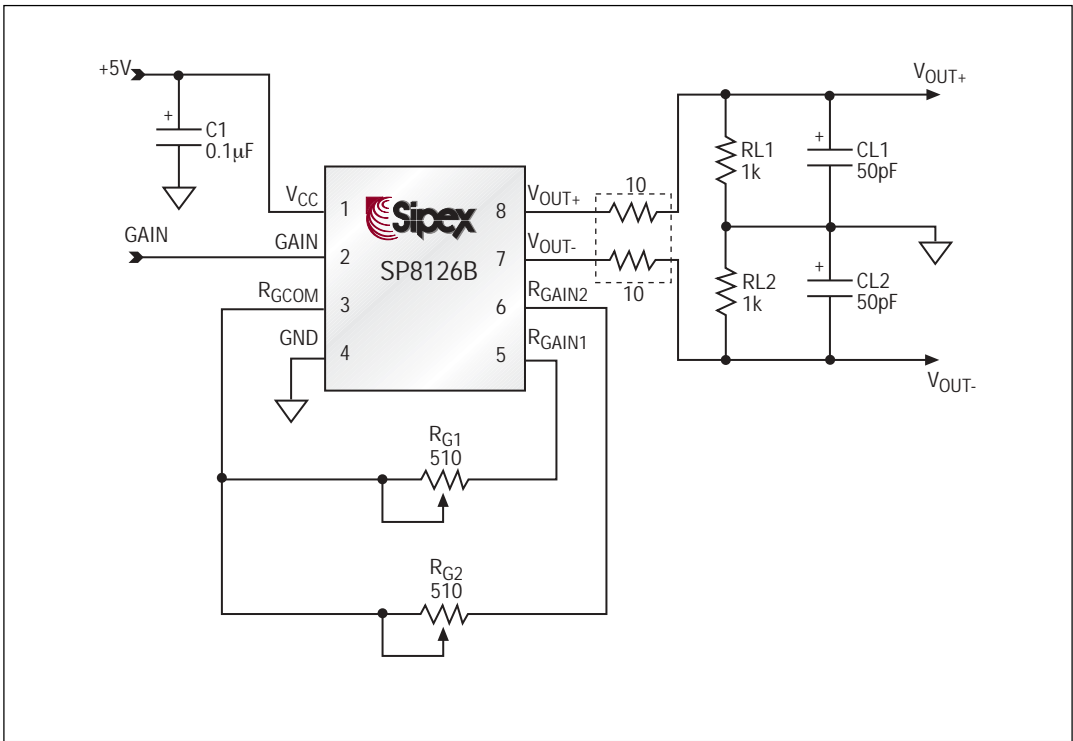 +5V
+
C1
0.1µF
VCC
1
GAIN
GAIN
2
RGCOM
3
GND
4
Sipex
SP8126B
8
VOUT+
7
VOUT-
6
RGAIN2
5
RGAIN1
10
10
RL1
1k
+
CL1
50pF
RL2
1k
+
CL2
50pF
VOUT+
VOUT-
RG1
510
RG2
510